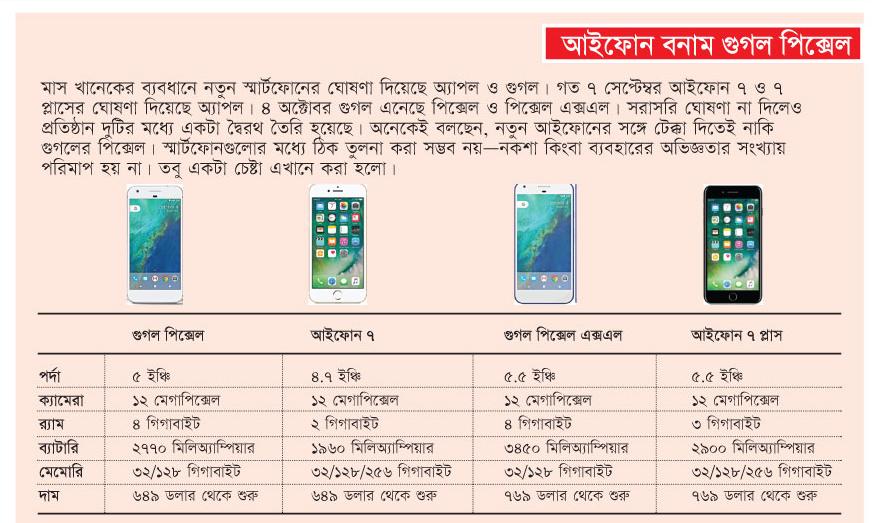 আইফোন বনাম গুগল পিক্সেল
মাস খানেকের ব্যবধানে নতুন স্মার্টফোনের ঘোষণা দিয়েছে অ্যাপল ও গুগল। গত ৭ সেপ্টেম্বর আইফোন ৭ ও ৭
প্লাসের ঘোষণা দিয়েছে অ্যাপল। ৪ অক্টোবর গুগল এনেছে পিক্সেল ও পিক্সেল এক্সএল। সরাসরি ঘোষণা না দিলেও
প্রতিষ্ঠান দুটির মধ্যে একটা দ্বৈরথ তৈরি হয়েছে। অনেকেই বলছেন, নতুন আইফোনের সঙ্গে টেক্কা দিতেই নাকি
গুগলের পিক্সেল। স্মার্টফোনগুলোর মধ্যে ঠিক তুলনা করা সম্ভব নয়—নকশা কিংবা ব্যবহারের অভিজ্ঞতার সংখ্যায়
পরিমাপ হয় না। তবু একটা চেষ্টা এখানে করা হলো।
গুগল পিক্সেল আইফোন ৭ গুগল পিক্সেল এক্সএল আইফোন ৭ প্লাস
পর্দা ৫ ইঞ্চি ৪.৭ ইঞ্চি ৫.৫ ইঞ্চি ৫.৫ ইঞ্চি
ক্যামেরা ১২ মেগাপিক্সেল ১২ মেগাপিক্সেল ১২ মেগাপিক্সেল ১২ মেগাপিক্সেল
র‍্যাম ৪ গিগাবাইট ২ গিগাবাইট ৪ গিগাবাইট ৩ গিগাবাইট
ব্যাটারি ২৭৭০ মিলিঅ্যাম্পিয়ার ১৯৬০ মিলিঅ্যাম্পিয়ার ৩৪৫০ মিলিঅ্যাম্পিয়ার ২৯০০ মিলিঅ্যাম্পিয়ার
মেমোরি ৩২/১২৮ গিগাবাইট ৩২/১২৮/২৫৬ গিগাবাইট ৩২/১২৮ গিগাবাইট ৩২/১২৮/২৫৬ গিগাবাইট
দাম ৬৪৯ ডলার থেকে শুরু ৬৪৯ ডলার থেকে শুরু ৭৬৯ ডলার থেকে শুরু ৭৬৯ ডলার থেকে শুরু